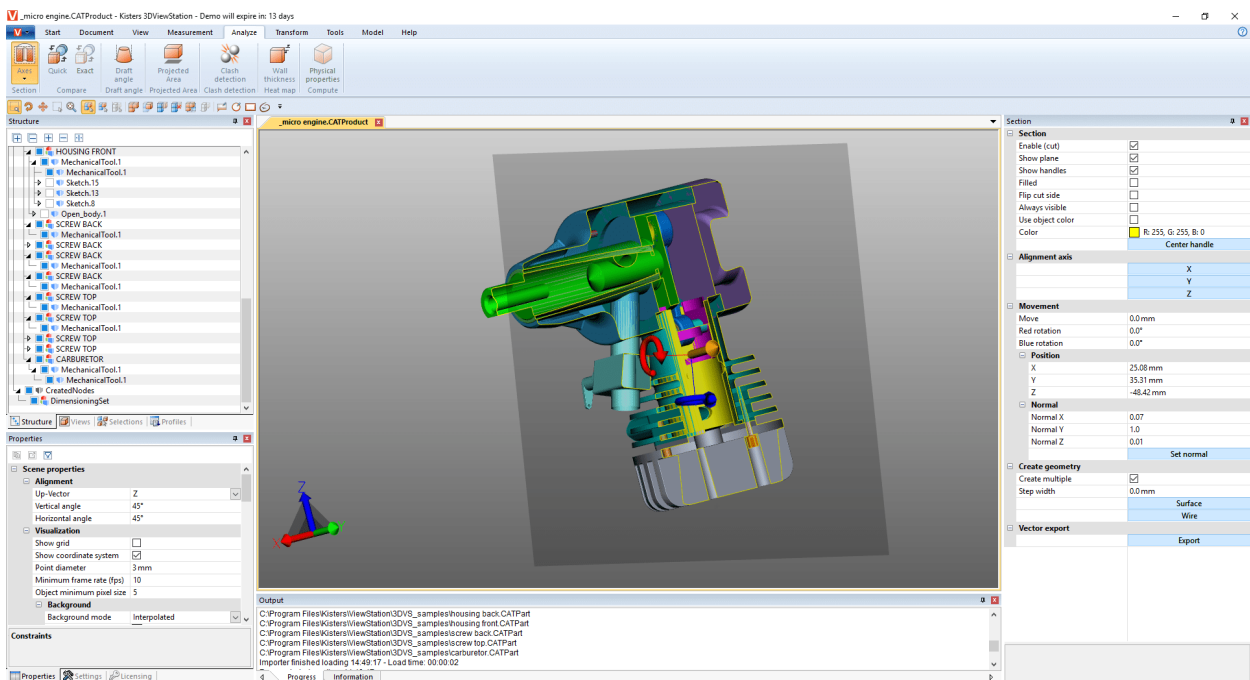 _micro engine.CATProduct - Kisters 3DViewStation - Demo will expire in: 13 days
Start Document View Measurement Analyze Transform Tools Model Help
Axes Quick Exact Draft angle Projected Area Clash detection Wall thickness Physical properties
Section Compare Draft angle Projected Area Clash detection Heat map Compute
Structure
HOUSING FRONT
MechanicalTool.1
MechanicalTool.1
Sketch.15
Sketch.13
Sketch.8
Open_body.1
SCREW BACK
MechanicalTool.1
SCREW BACK
SCREW BACK
MechanicalTool.1
SCREW BACK
MechanicalTool.1
SCREW TOP
MechanicalTool.1
SCREW TOP
MechanicalTool.1
SCREW TOP
SCREW TOP
CARBURETOR
MechanicalTool.1
MechanicalTool.1
CreatedNodes
DimensioningSet
Structure Views Selections Profiles
Properties
Scene properties
Alignment
Up-Vector Z
Vertical angle 45°
Horizontal angle 45°
Visualization
Show grid
Show coordinate system
Point diameter 3 mm
Minimum frame rate (fps) 10
Object minimum pixel size 5
Background
Background mode Interpolated
Constraints
Properties Settings Licensing
_micro engine.CATProduct
Z
X
Output
C:\Program Files\Kisters\ViewStation\3DVS_samples\housing back.CATPart
C:\Program Files\Kisters\ViewStation\3DVS_samples\housing front.CATPart
C:\Program Files\Kisters\ViewStation\3DVS_samples\screw back.CATPart
C:\Program Files\Kisters\ViewStation\3DVS_samples\screw top.CATPart
C:\Program Files\Kisters\ViewStation\3DVS_samples\carburetor.CATPart
Importer finished loading 14:49:17 - Load time: 00:00:02
Progress Information
Section
Section
Enable (cut)
Show plane
Show handles
Filled
Flip cut side
Always visible
Use object color
Color R: 255, G: 255, B: 0
Center handle
Alignment axis
X
Y
Z
Movement
Move 0.0 mm
Red rotation 0.0°
Blue rotation 0.0°
Position
X 25.08 mm
Y 35.31 mm
Z -48.42 mm
Normal
Normal X 0.07
Normal Y 1.0
Normal Z 0.01
Set normal
Create geometry
Create multiple
Step width 0.0 mm
Surface
Wire
Vector export
Export